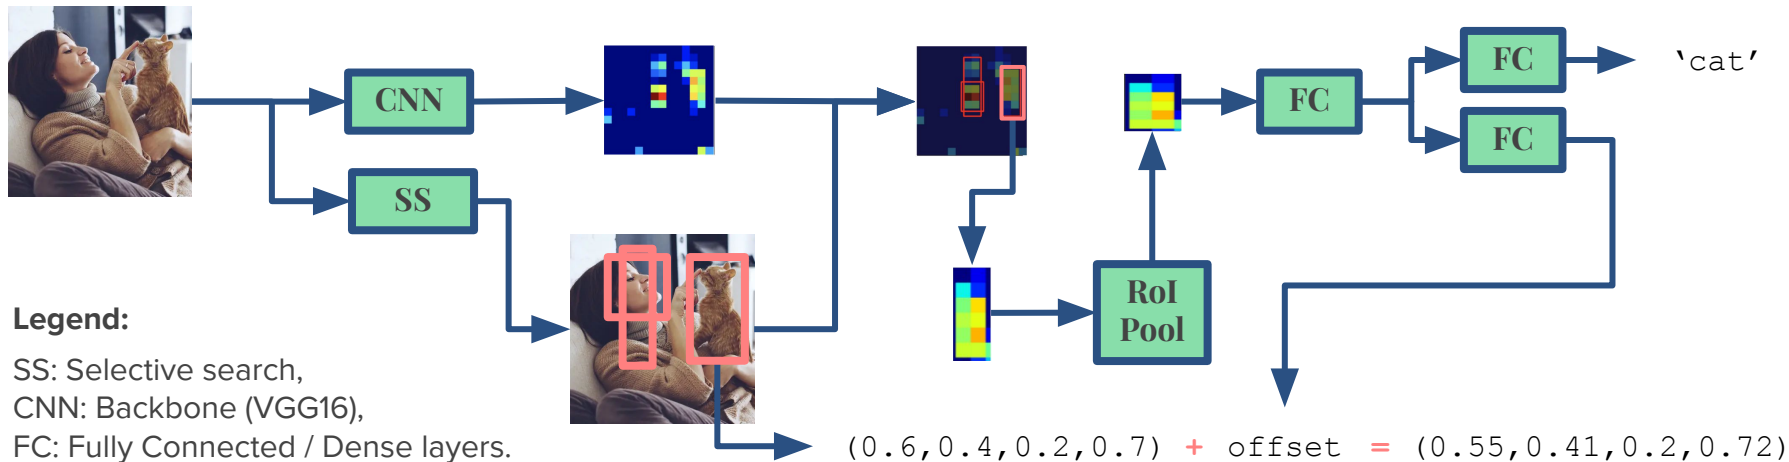 CNN
SS
RoI
Pool
FC
FC
FC
‘cat’
Legend:
SS: Selective search,
CNN: Backbone (VGG16),
FC: Fully Connected / Dense layers.
(0.6,0.4,0.2,0.7) + offset = (0.55,0.41,0.2,0.72)